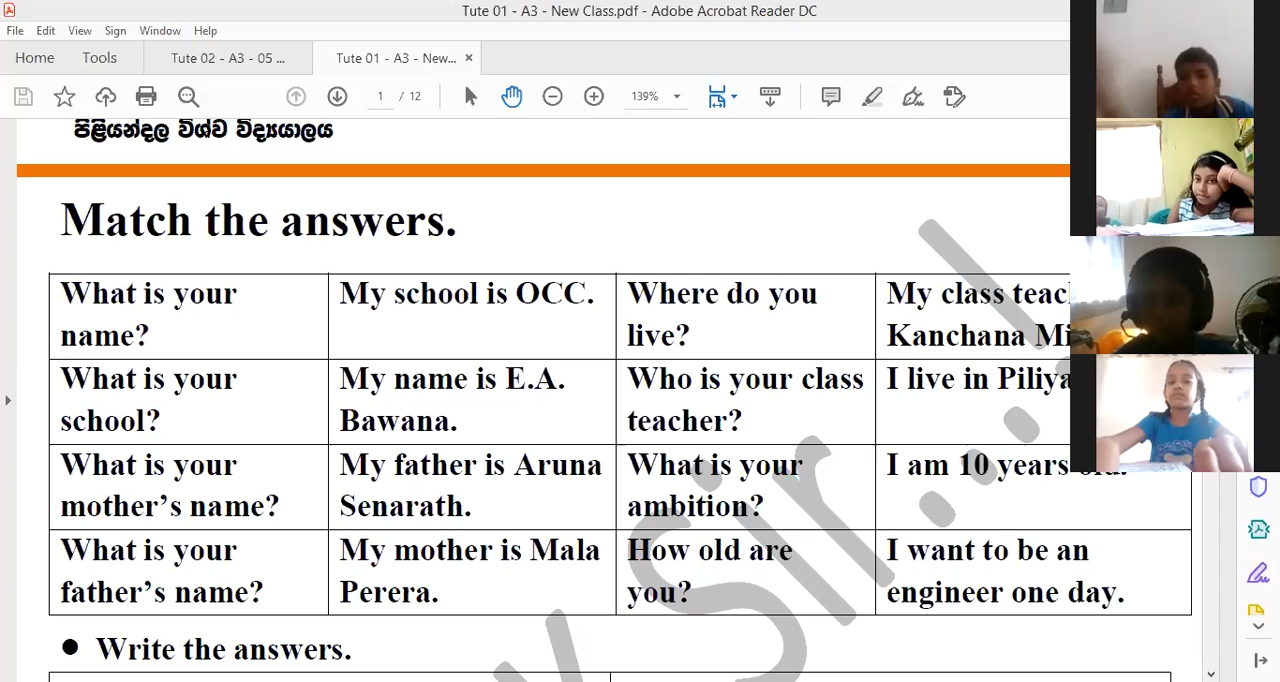 Tute 01 - A3 - New Class.pdf - Adobe Acrobat Reader DC
File Edit View Sign Window Help
Home Tools Tute 02 - A3 - 05 ... Tute 01 - A3 - New... ×
1 / 12 139%
පිළියන්දල විශ්ව විද්‍යයාලය
Match the answers.
What is your
name?
My school is OCC.
Where do you
live?
My class
Kanchana
What is your
school?
My name is E.A.
Bawana.
Who is your class
teacher?
I live in
What is your
mother’s name?
My father is Aruna
Senarath.
What is your
ambition?
I am 10 years old.
What is your
father’s name?
My mother is Mala
Perera.
How old are
you?
I want to be an
engineer one day.
● Write the answers.
Sir